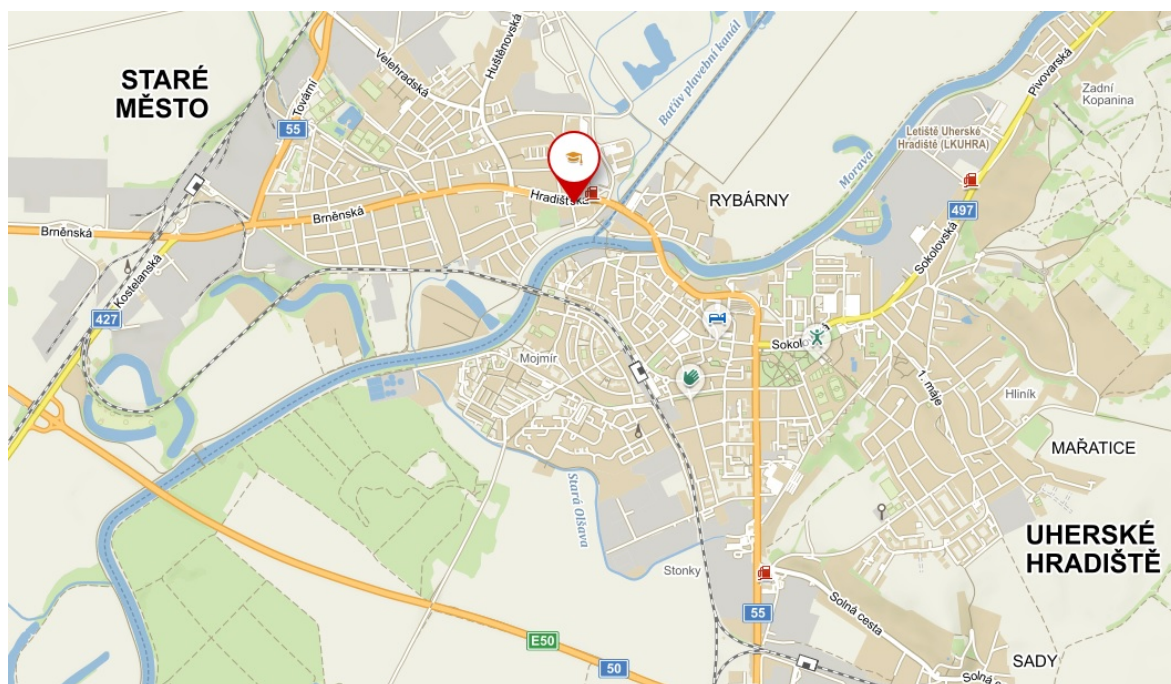 STARÉ
MĚSTO
Velehradská
Huštěnovská
Tovární
55
Baťův plavební kanál
Pivovarská
Zadní
Kopanina
Letiště Uherské
Hradiště (LKUHRA)
Morava
Hradišťská
RYBÁRNY
497
Sokolovská
Brněnská
Brněnská
Kostelanská
427
Mojmír
1. máje
Hliník
MAŘATICE
Stará Olšava
UHERSKÉ
HRADIŠTĚ
Stonky
55
Solná cesta
E50
50
SADY